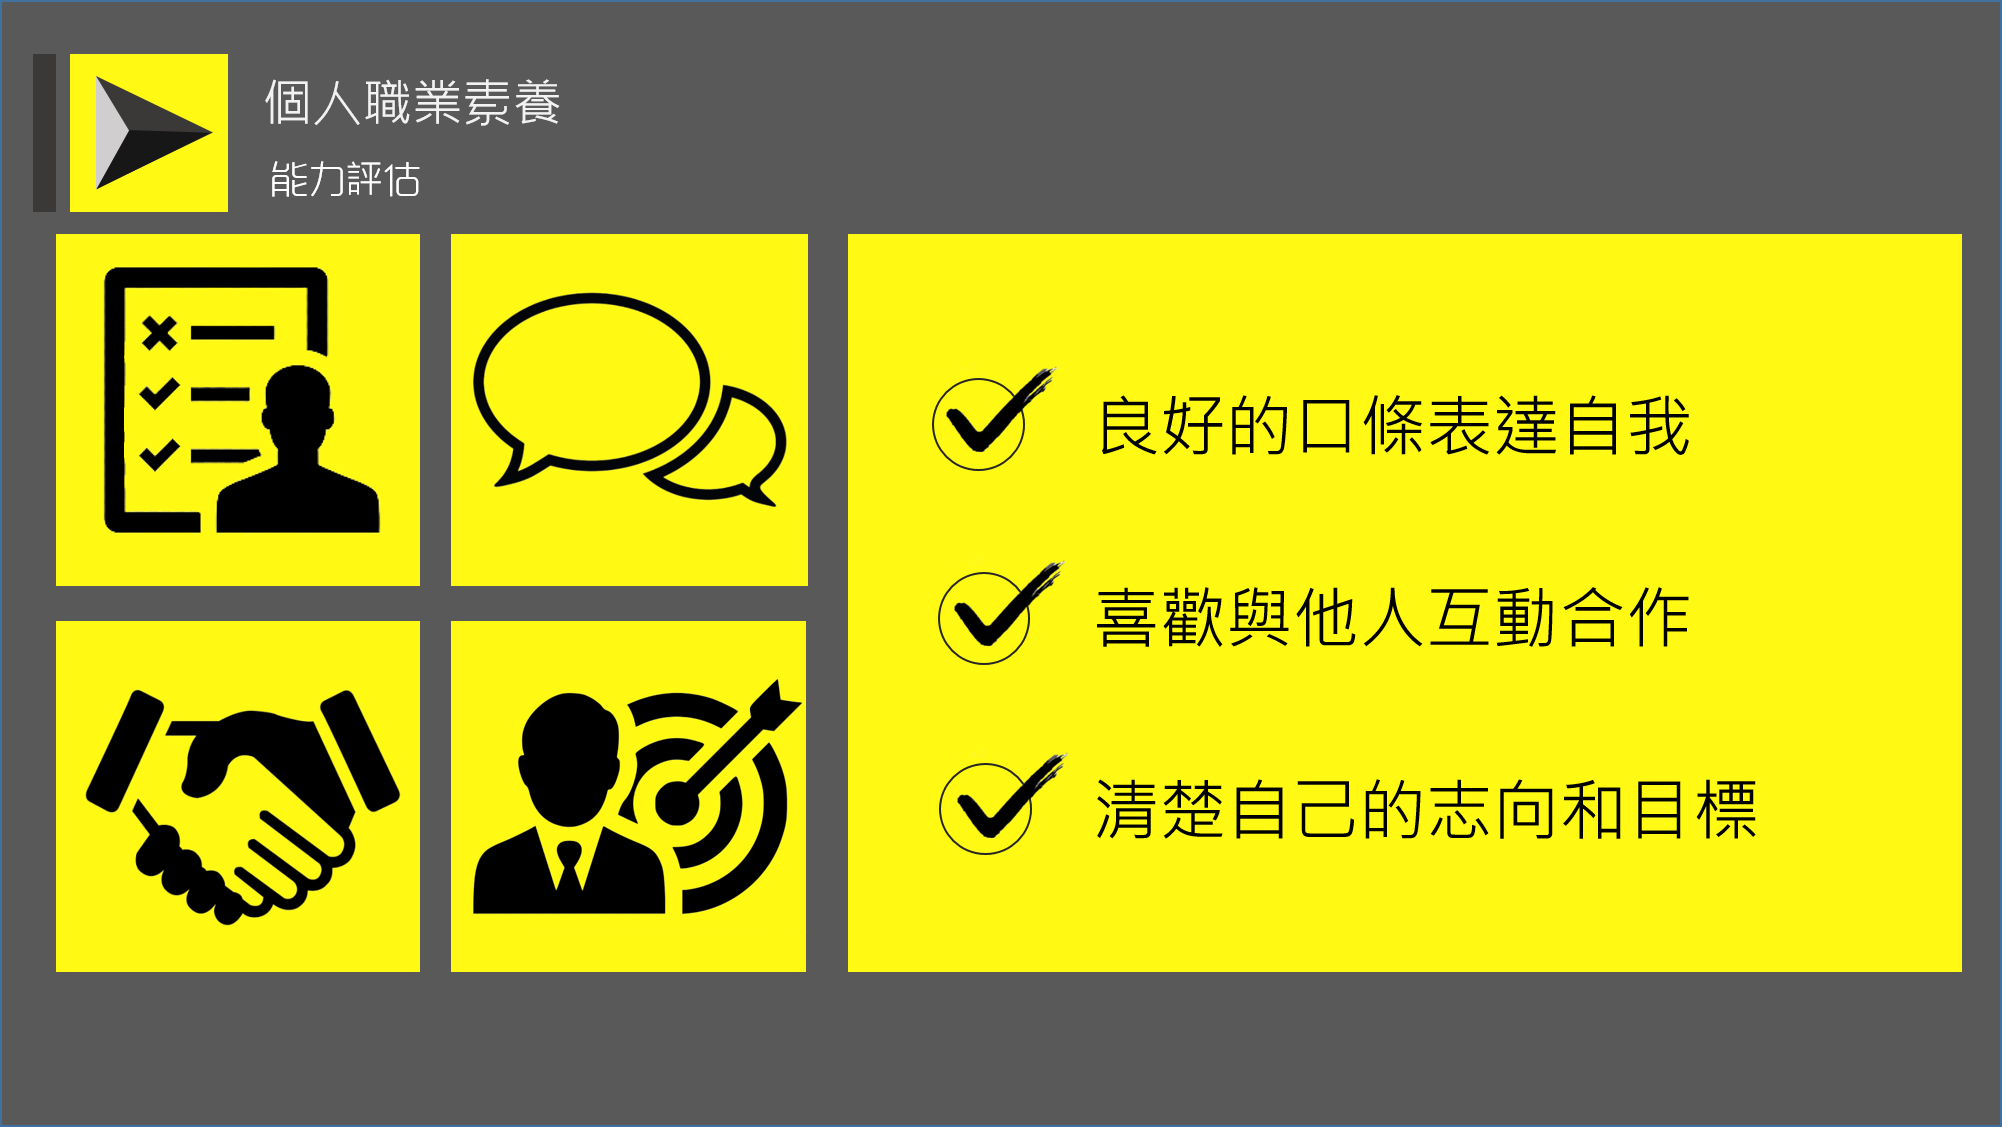 個人職業素養
能力評估
良好的口條表達自我
喜歡與他人互動合作
清楚自己的志向和目標